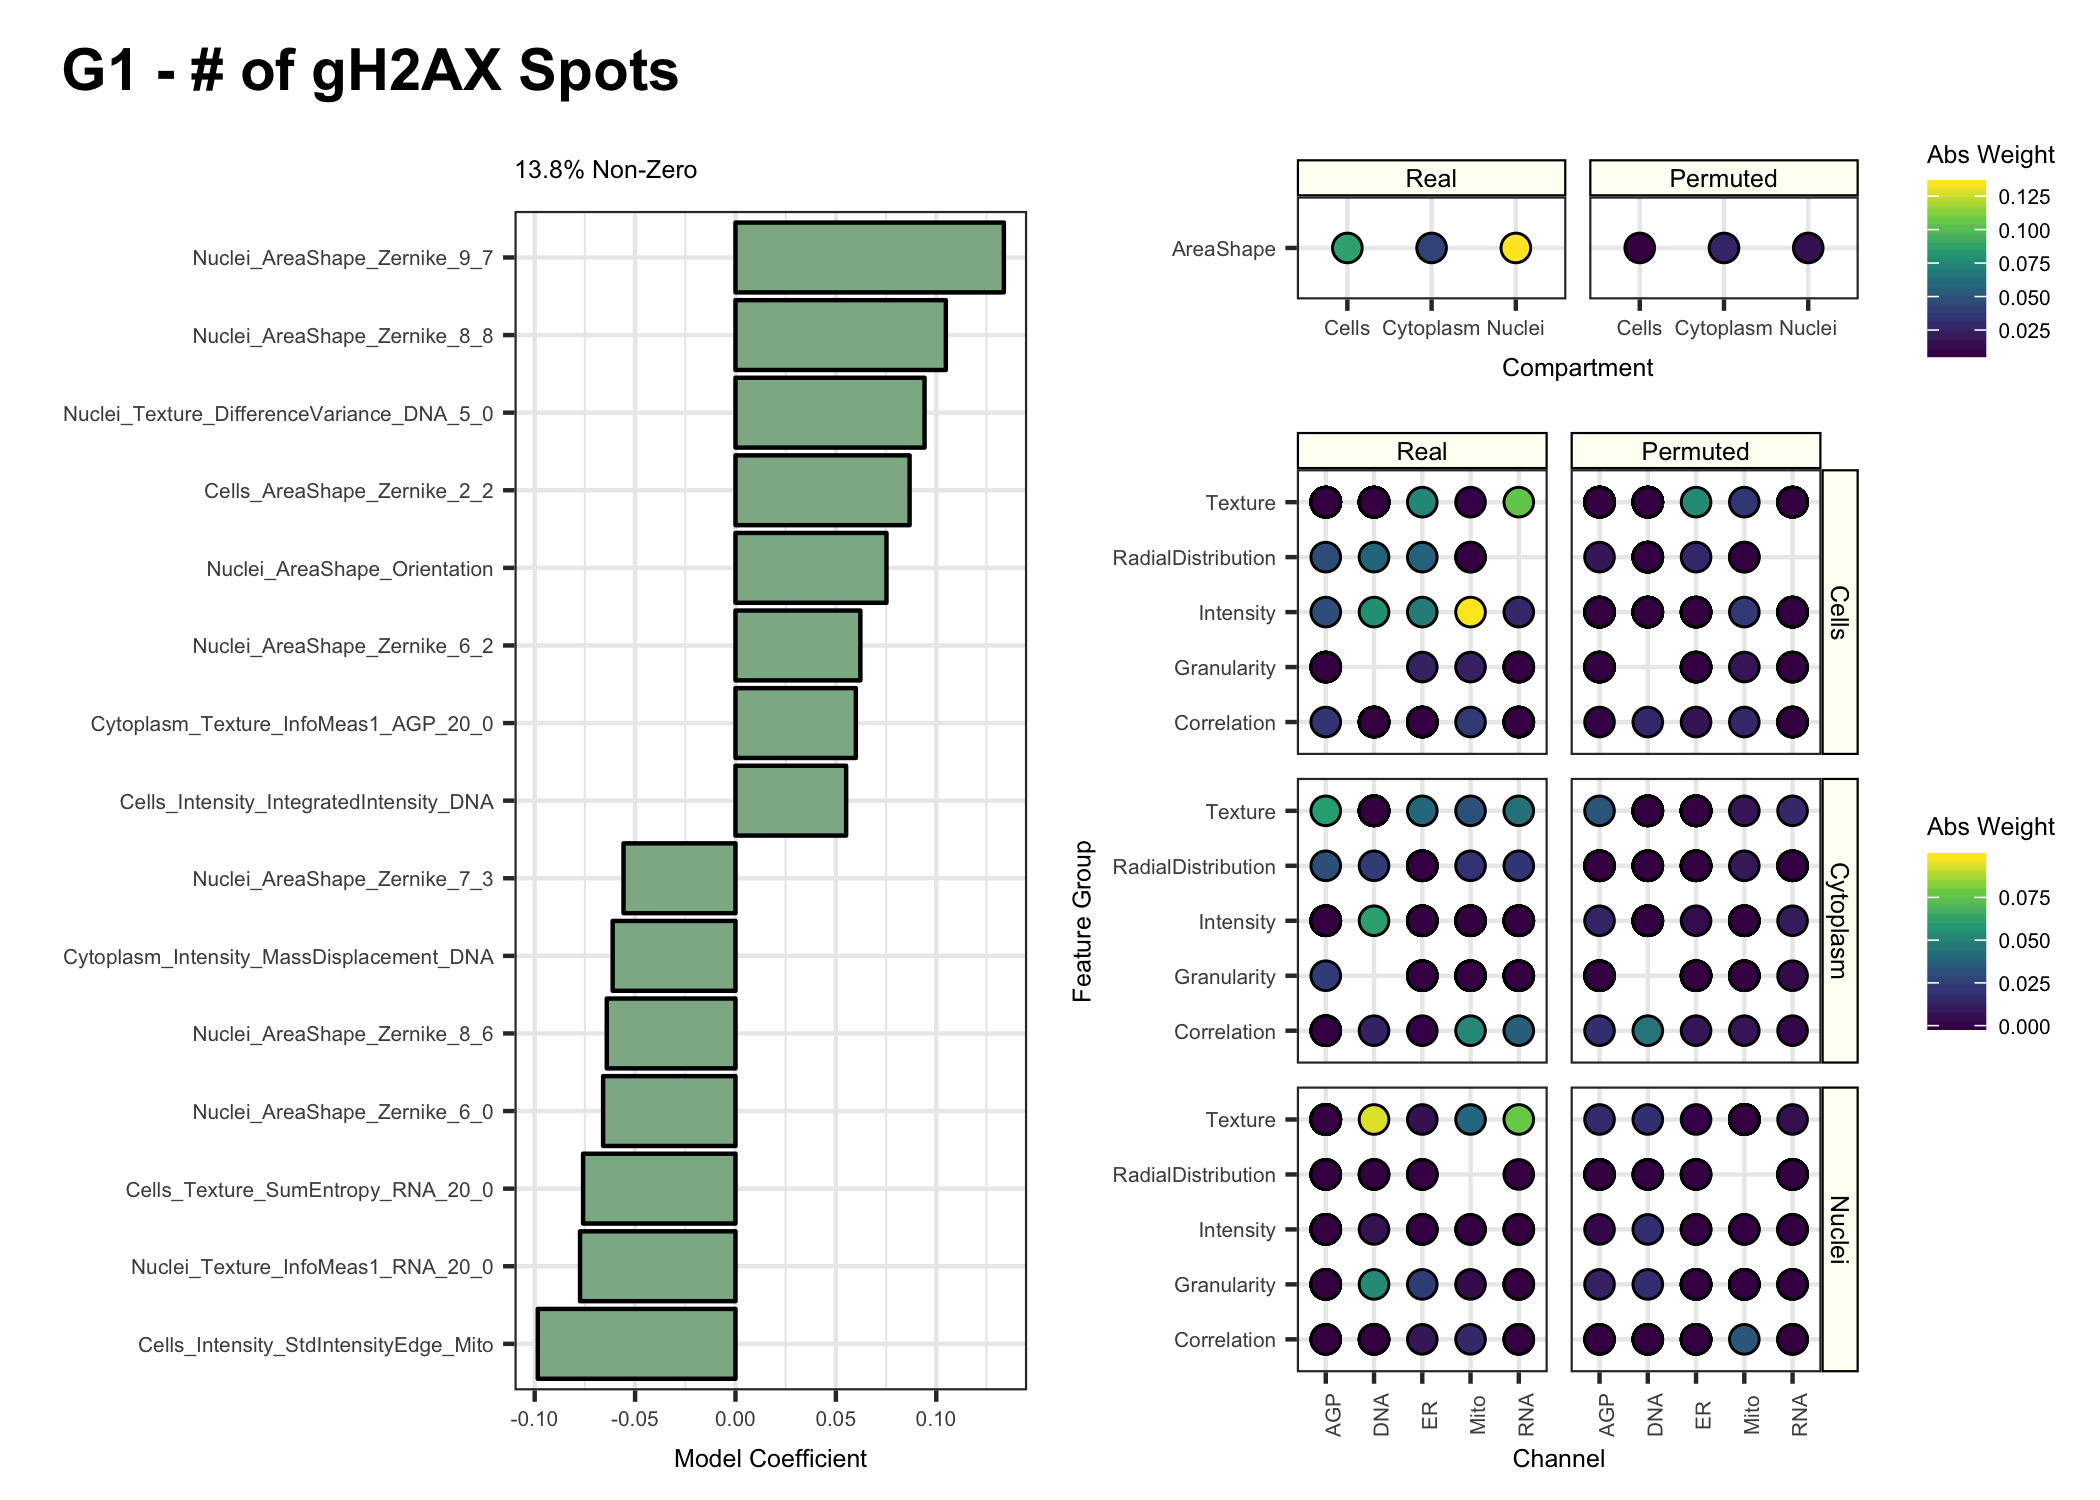 G1 - # of gH2AX Spots
13.8% Non-Zero
Nuclei_AreaShape_Zernike_9_7
Nuclei_AreaShape_Zernike_8_8
Nuclei_Texture_DifferenceVariance_DNA_5_0
Cells_AreaShape_Zernike_2_2
Nuclei_AreaShape_Orientation
Nuclei_AreaShape_Zernike_6_2
Cytoplasm_Texture_InfoMeas1_AGP_20_0
Cells_Intensity_IntegratedIntensity_DNA
Nuclei_AreaShape_Zernike_7_3
Cytoplasm_Intensity_MassDisplacement_DNA
Nuclei_AreaShape_Zernike_8_6
Nuclei_AreaShape_Zernike_6_0
Cells_Texture_SumEntropy_RNA_20_0
Nuclei_Texture_InfoMeas1_RNA_20_0
Cells_Intensity_StdIntensityEdge_Mito
-0.10 -0.05 0.00 0.05 0.10
Model Coefficient
Real Permuted
AreaShape
Cells Cytoplasm Nuclei Cells Cytoplasm Nuclei
Compartment
Abs Weight
0.125
0.100
0.075
0.050
0.025
Feature Group
Real Permuted
Texture
RadialDistribution
Intensity
Granularity
Correlation
Cells
Texture
RadialDistribution
Intensity
Granularity
Correlation
Cytoplasm
Texture
RadialDistribution
Intensity
Granularity
Correlation
Nuclei
AGP DNA ER Mito RNA AGP DNA ER Mito RNA
Channel
Abs Weight
0.075
0.050
0.025
0.000